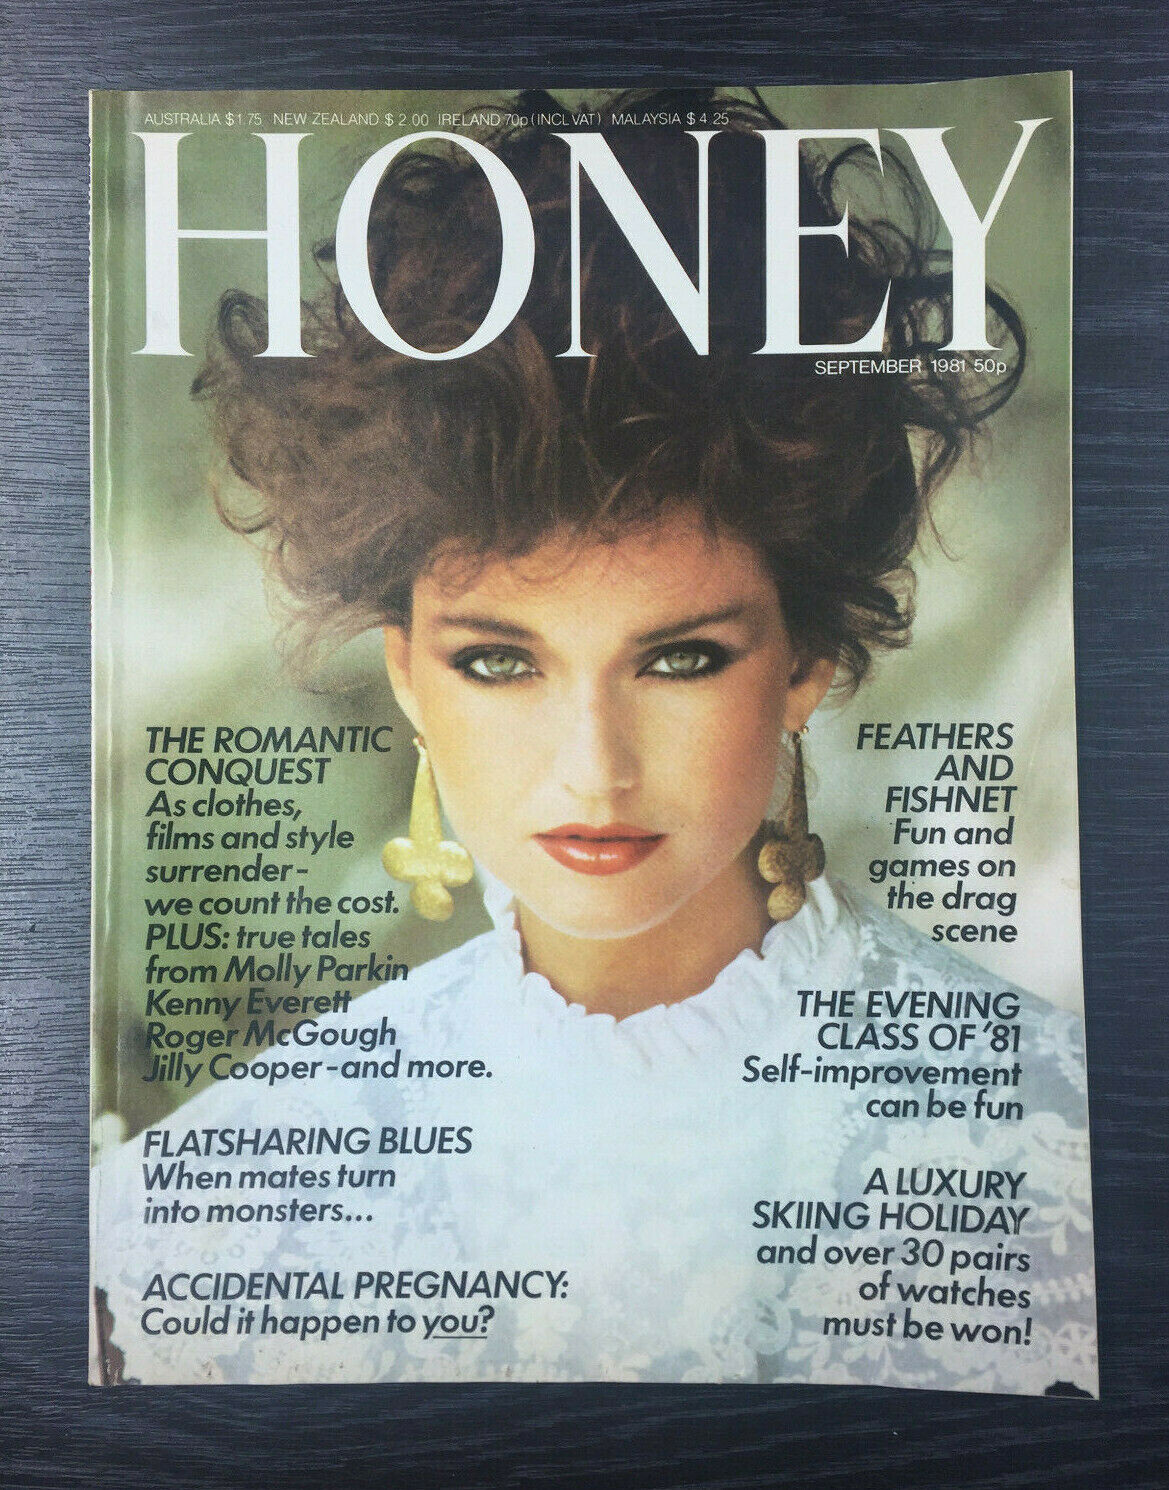 AUSTRALIA $1.75 NEW ZEALAND $ 2.00 IRELAND 70p (INCL VAT) MALAYSIA $ 4.25
HONEY
SEPTEMBER 1981 50p
THE ROMANTIC
CONQUEST
As clothes,
films and style
surrender-
we count the cost.
PLUS: true tales
from Molly Parkin
Kenny Everett
Roger McGough
Jilly Cooper - and more.
FLATSHARING BLUES
When mates turn
into monsters...
ACCIDENTAL PREGNANCY:
Could it happen to you?
FEATHERS
AND
FISHNET
Fun and
games on
the drag
scene
THE EVENING
CLASS OF '81
Self-improvement
can be fun
A LUXURY
SKIING HOLIDAY
and over 30 pairs
of watches
must be won!